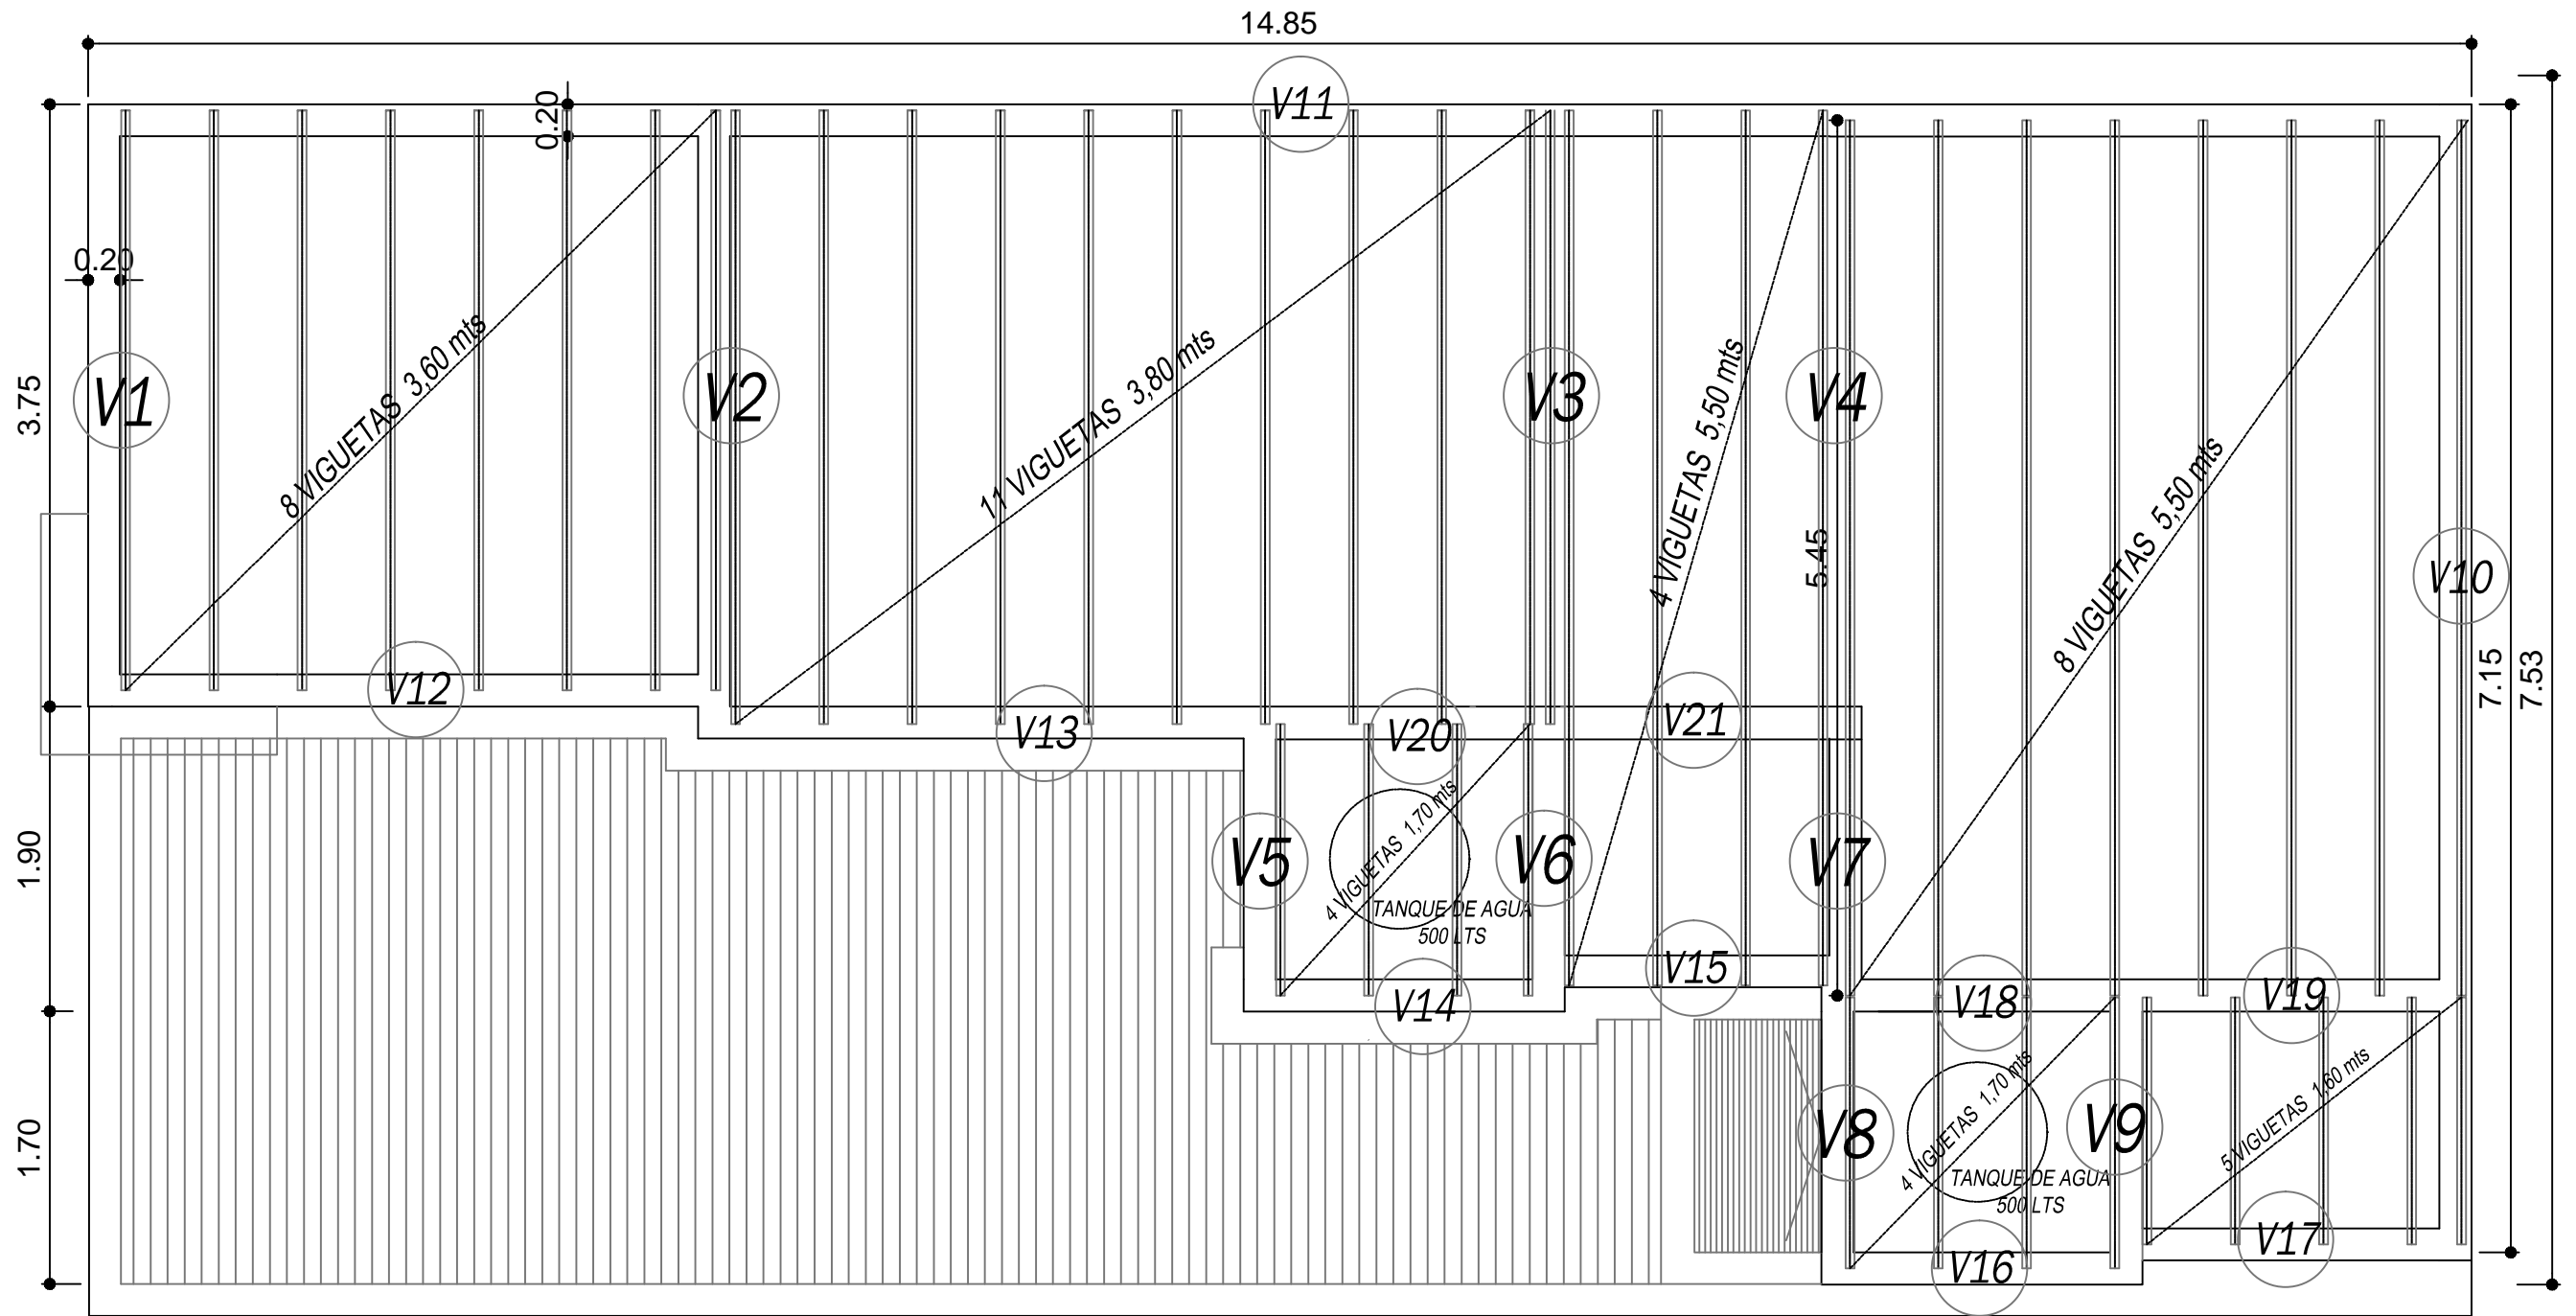 14.85
V11
0.20
0.20
8 VIGUETAS 3,60 mts
11 VIGUETAS 3,80 mts
4 VIGUETAS 5,50 mts
8 VIGUETAS 5,50 mts
3.75
V1
V2
V3
V4
5.45
V10
7.15
7.53
V12
V13
V20
V21
1.90
V5
4 VIGUETAS 1,70 mts
V6
V7
TANQUE DE AGUA
500 LTS
V14
V15
V18
V19
1.70
V8
4 VIGUETAS 1,70 mts
V9
5 VIGUETAS 1,60 mts
TANQUE DE AGUA
500 LTS
V16
V17